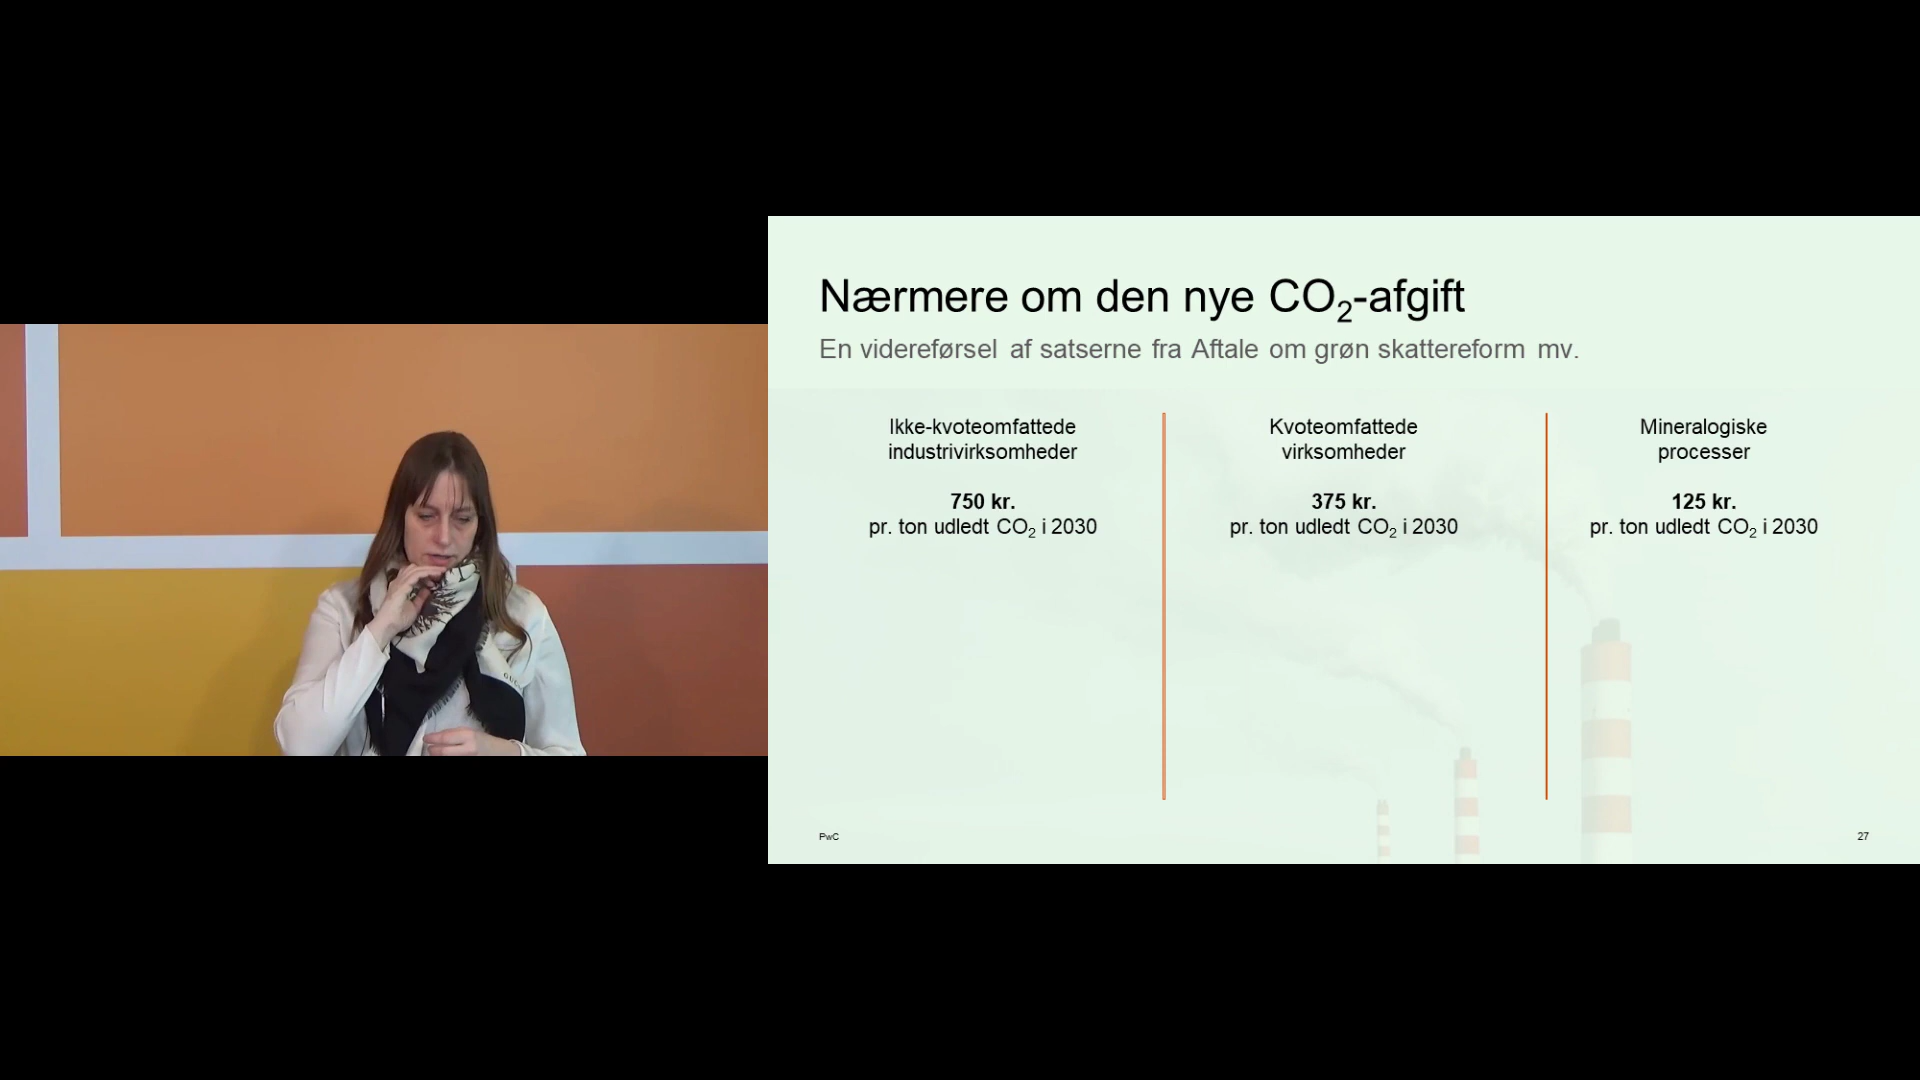 Nærmere om den nye CO₂-afgift
En videreførsel af satserne fra Aftale om grøn skattereform mv.
Ikke-kvoteomfattede
industrivirksomheder
750 kr.
pr. ton udledt CO₂ i 2030
Kvoteomfattede
virksomheder
375 kr.
pr. ton udledt CO₂ i 2030
Mineralogiske
processer
125 kr.
pr. ton udledt CO₂ i 2030
PwC
27